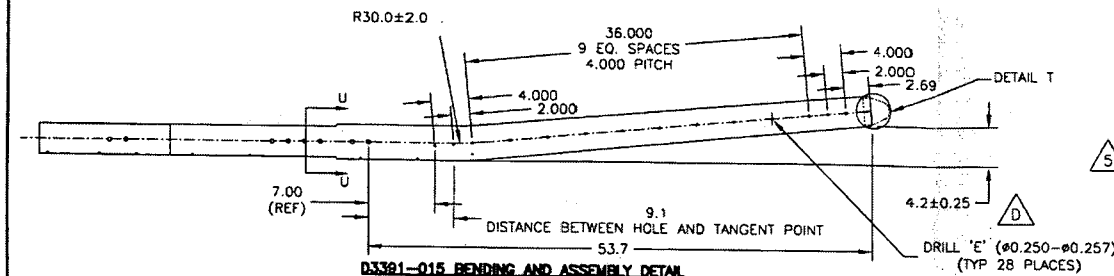 R30.0±2.0
36.000
9 EQ. SPACES
4.000 PITCH
4.000
2.000
2.69
DETAIL T
4.000
2.000
U
U
7.00
(REF)
9.1
DISTANCE BETWEEN HOLE AND TANGENT POINT
53.7
4.2±0.25
5
D
DRILL 'E' (ø0.250-ø0.257)
(TYP 28 PLACES)
D3391-015 BENDING AND ASSEMBLY DETAIL